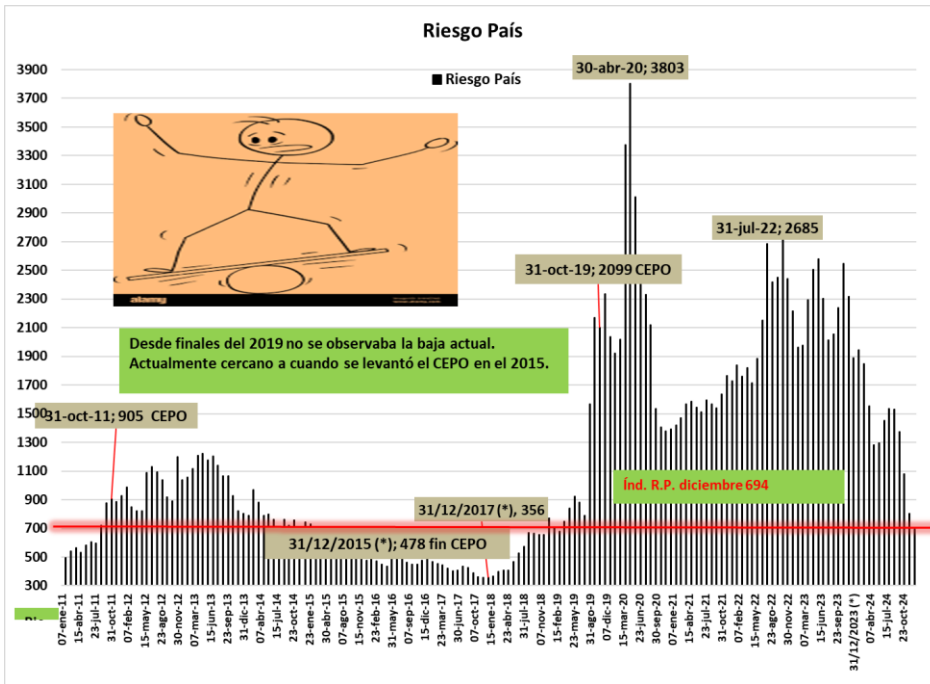 Riesgo País
Riesgo País
30-abr-20; 3803
31-jul-22; 2685
31-oct-19; 2099 CEPO
alamy
Desde finales del 2019 no se observaba la baja actual.
Actualmente cercano a cuando se levantó el CEPO en el 2015.
31-oct-11; 905 CEPO
Índ. R.P. diciembre 694
31/12/2017 (*), 356
31/12/2015 (*); 478 fin CEPO
3900
3700
3500
3300
3100
2900
2700
2500
2300
2100
1900
1700
1500
1300
1100
900
700
500
300
07-ene-11
15-abr-11
23-jul-11
31-oct-11
07-feb-12
15-may-12
23-ago-12
30-nov-12
07-mar-13
15-jun-13
23-sep-13
31-dic-13
07-abr-14
15-jul-14
23-oct-14
30-ene-15
07-may-15
15-ago-15
23-nov-15
28-feb-16
31-may-16
07-sep-16
15-dic-16
23-mar-17
30-jun-17
07-oct-17
15-ene-18
23-abr-18
31-jul-18
07-nov-18
15-feb-19
23-may-19
31-ago-19
07-dic-19
15-mar-20
23-jun-20
30-sep-20
07-ene-21
15-abr-21
23-jul-21
31-oct-21
07-feb-22
15-may-22
23-ago-22
30-nov-22
07-mar-23
15-jun-23
23-sep-23
31/12/2023 (*)
07-abr-24
15-jul-24
23-oct-24